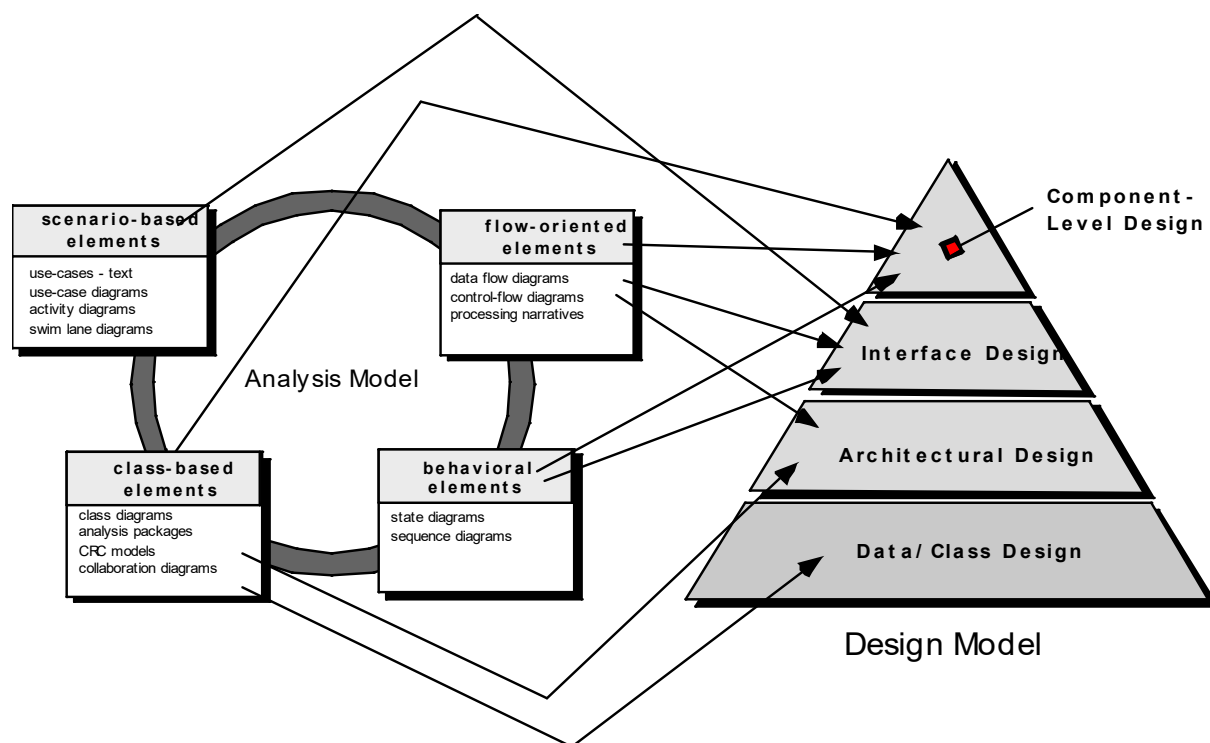 scenario-based
elements
use-cases - text
use-case diagrams
activity diagrams
swim lane diagrams
flow-oriented
elements
data flow diagrams
control-flow diagrams
processing narratives
Analysis Model
class-based
elements
class diagrams
analysis packages
CRC models
collaboration diagrams
behavioral
elements
state diagrams
sequence diagrams
Component-
Level Design
Interface Design
Architectural Design
Data/Class Design
Design Model